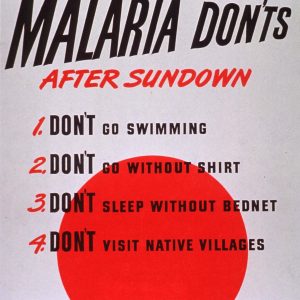 MALARIA DON'TS
AFTER SUNDOWN
1. DON'T GO SWIMMING
2. DON'T GO WITHOUT SHIRT
3. DON'T SLEEP WITHOUT BEDNET
4. DON'T VISIT NATIVE VILLAGES